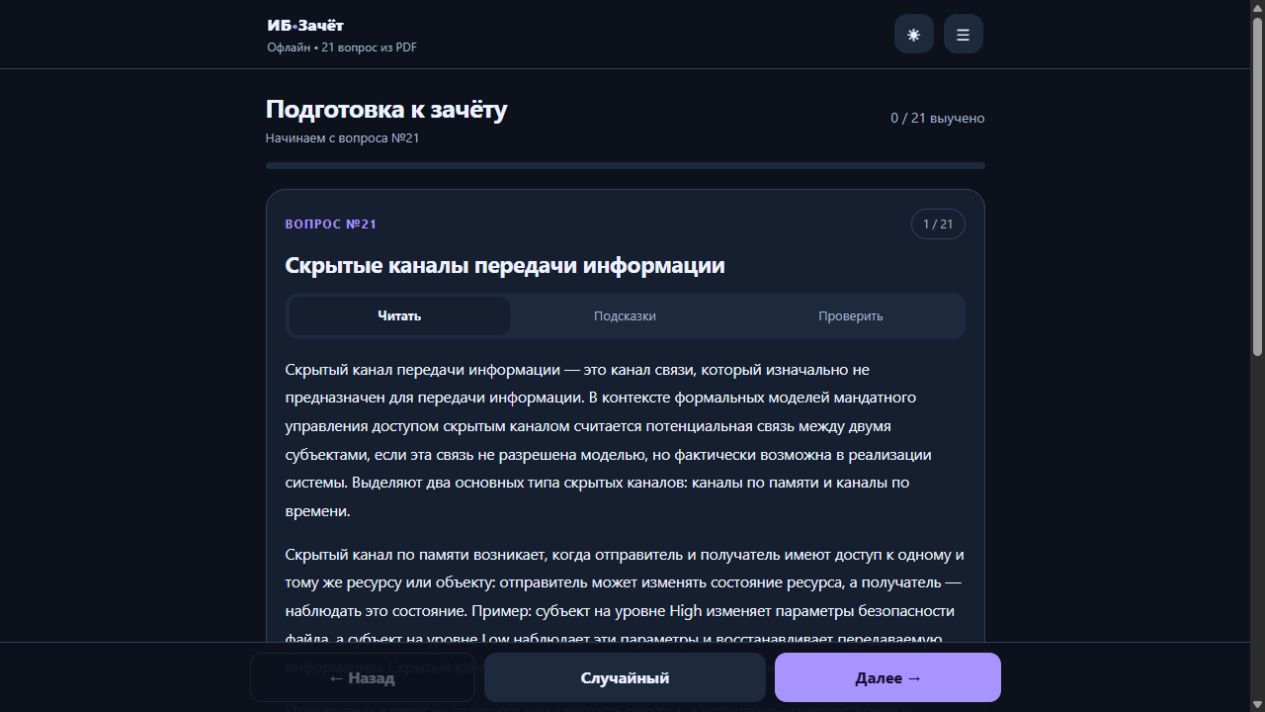 ИБ•Зачёт
Офлайн • 21 вопрос из PDF
Подготовка к зачёту
Начинаем с вопроса №21
0 / 21 выучено
ВОПРОС №21
1 / 21
Скрытые каналы передачи информации
Читать
Подсказки
Проверить
Скрытый канал передачи информации — это канал связи, который изначально не
предназначен для передачи информации. В контексте формальных моделей мандатного
управления доступом скрытым каналом считается потенциальная связь между двумя
субъектами, если эта связь не разрешена моделью, но фактически возможна в реализации
системы. Выделяют два основных типа скрытых каналов: каналы по памяти и каналы по
времени.
Скрытый канал по памяти возникает, когда отправитель и получатель имеют доступ к одному и
тому же ресурсу или объекту: отправитель может изменять состояние ресурса, а получатель —
наблюдать это состояние. Пример: субъект на уровне High изменяет параметры безопасности
файла, а субъект на уровне Low наблюдает эти параметры и восстанавливает передаваемую
информацию. Скрытый
← Назад
Случайный
Далее →